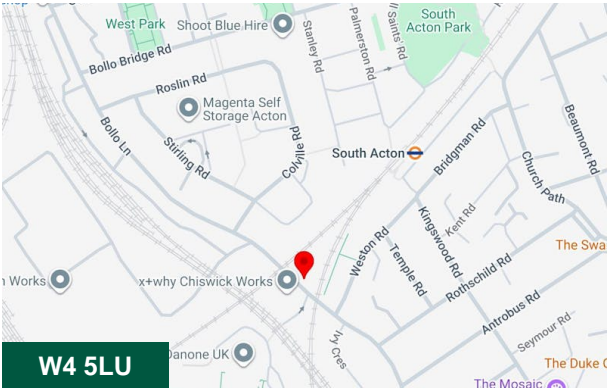 West Park
Shoot Blue Hire
Stanley Rd
Palmerston Rd
ll Saints Rd
South
Acton Park
Bollo Bridge Rd
Roslin Rd
Magenta Self
Storage Acton
Bollo Ln
Stirling Rd
Colville Rd
South Acton
Bridgman Rd
Beaumont Rd
Church Path
Kent Rd
Kingswood Rd
Weston Rd
Temple Rd
Rothschild Rd
The Swa
Antrobus Rd
n Works
x+why Chiswick Works
Ivy Cres
Seymour Rd
Danone UK
The Duke O
The Mosaic
W4 5LU